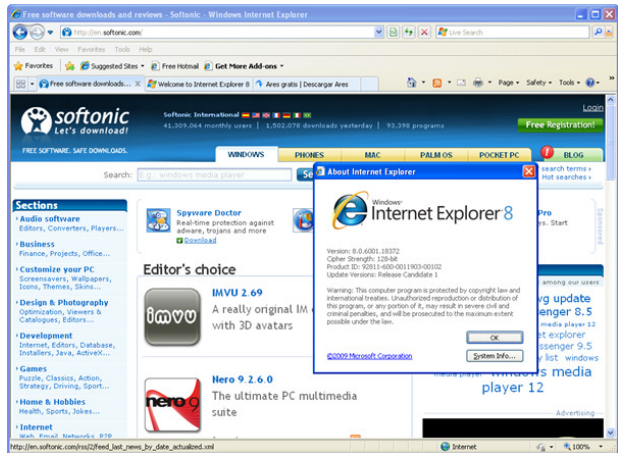 Free software downloads and reviews - Softonic - Windows Internet Explorer
http://en.softonic.com/
Live Search
File Edit View Favorites Tools Help
Favorites Suggested Sites Free Hotmail Get More Add-ons
Free software downloads... Welcome to Internet Explorer 8 Ares gratis | Descargar Ares
Page Safety Tools
softonic
Let's download!
FREE SOFTWARE. SAFE DOWNLOADS.
Softonic International
41.309.064 monthly users | 1.502.078 downloads yesterday | 93.398 programs
Login
Free Registration!
WINDOWS PHONES MAC PALM OS POCKET PC BLOG
Search: E.g.: windows media player Se
search terms
Hot searches
Sections
Audio software
Editors, Converters, Players...
Business
Finance, Projects, Office...
Customize your PC
Screensavers, Wallpapers,
Icons, Themes, Skins...
Design & Photography
Optimization, Viewers &
Catalogues, Editors...
Development
Internet, Editors, Database,
Installers, Java, ActiveX...
Games
Puzzle, Classics, Action,
Strategy, Driving, Sport...
Home & Hobbies
Health, Sports, Jokes...
Internet
Web, Email, Networks, P2P
Spyware Doctor
Real-time protection against
adware, trojans and more
Download
Pro
Start
Sponsored
Editor's choice
IMVU 2.69
A really original IM
with 3D avatars
imvu
Nero 9.2.6.0
The ultimate PC multimedia
suite
nero
About Internet Explorer
Windows
Internet Explorer 8
Version: 8.0.6001.18372
Cipher Strength: 128-bit
Product ID: 92811-600-0011903-00102
Update Versions: Release Candidate 1
Warning: This computer program is protected by copyright law and
international treaties. Unauthorized reproduction or distribution of
this program, or any portion of it, may result in severe civil and
criminal penalties, and will be prosecuted to the maximum extent
possible under the law.
OK
©2009 Microsoft Corporation
System Info...
among our users
update
enger 8.5
media player 12
et explorer
ssenger 9.5
list windows
media player windows media
player 12
Advertising
http://en.softonic.com/rss/2/feed_last_news_by_date_actualized.xml
Internet
100%